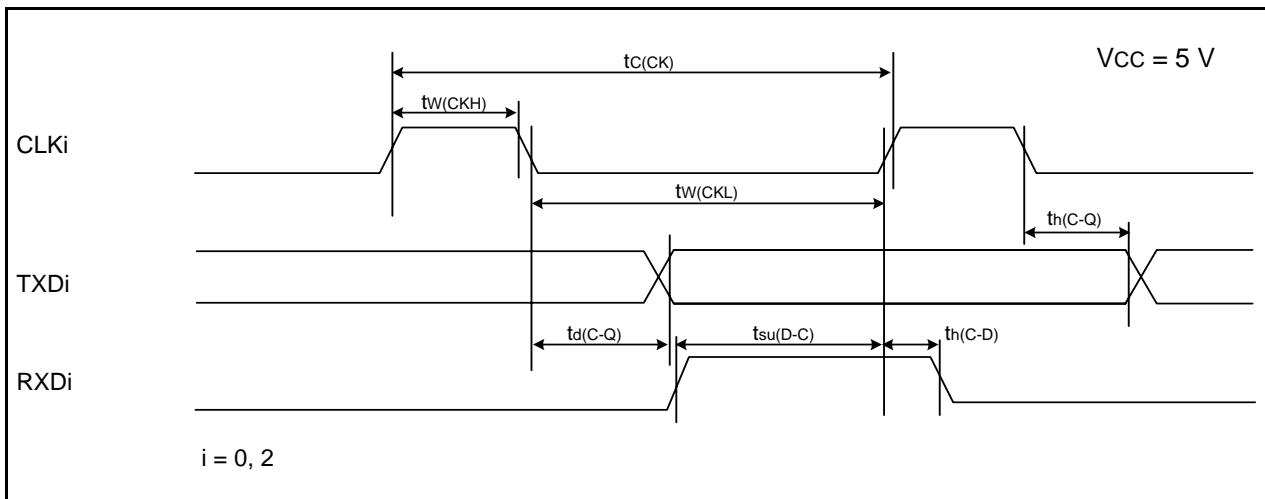 tC(CK)
VCC = 5 V
tW(CKH)
CLKi
tW(CKL)
th(C-Q)
TXDi
td(C-Q)
tsu(D-C)
th(C-D)
RXDi
i = 0, 2